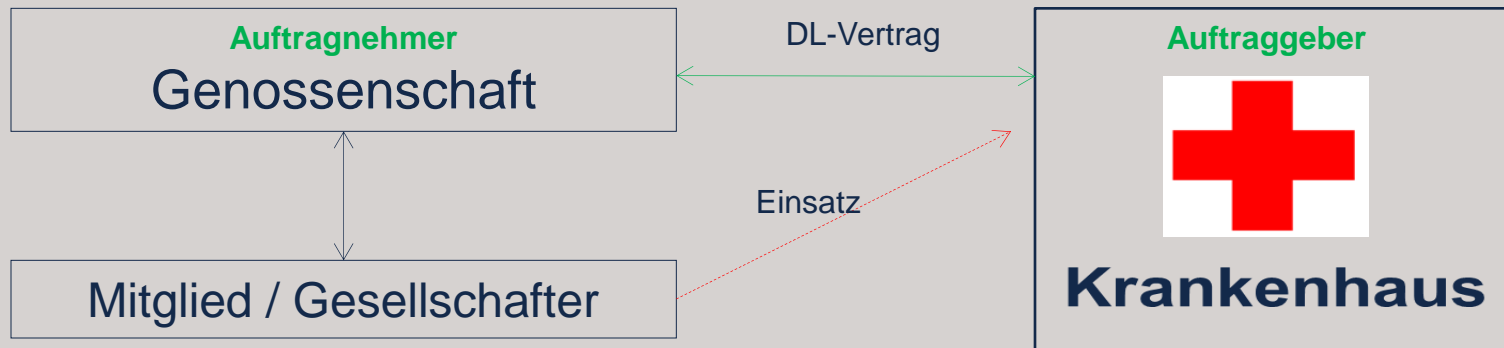 Auftragnehmer
Genossenschaft
DL-Vertrag
Auftraggeber
Einsatz
Mitglied / Gesellschafter
Krankenhaus